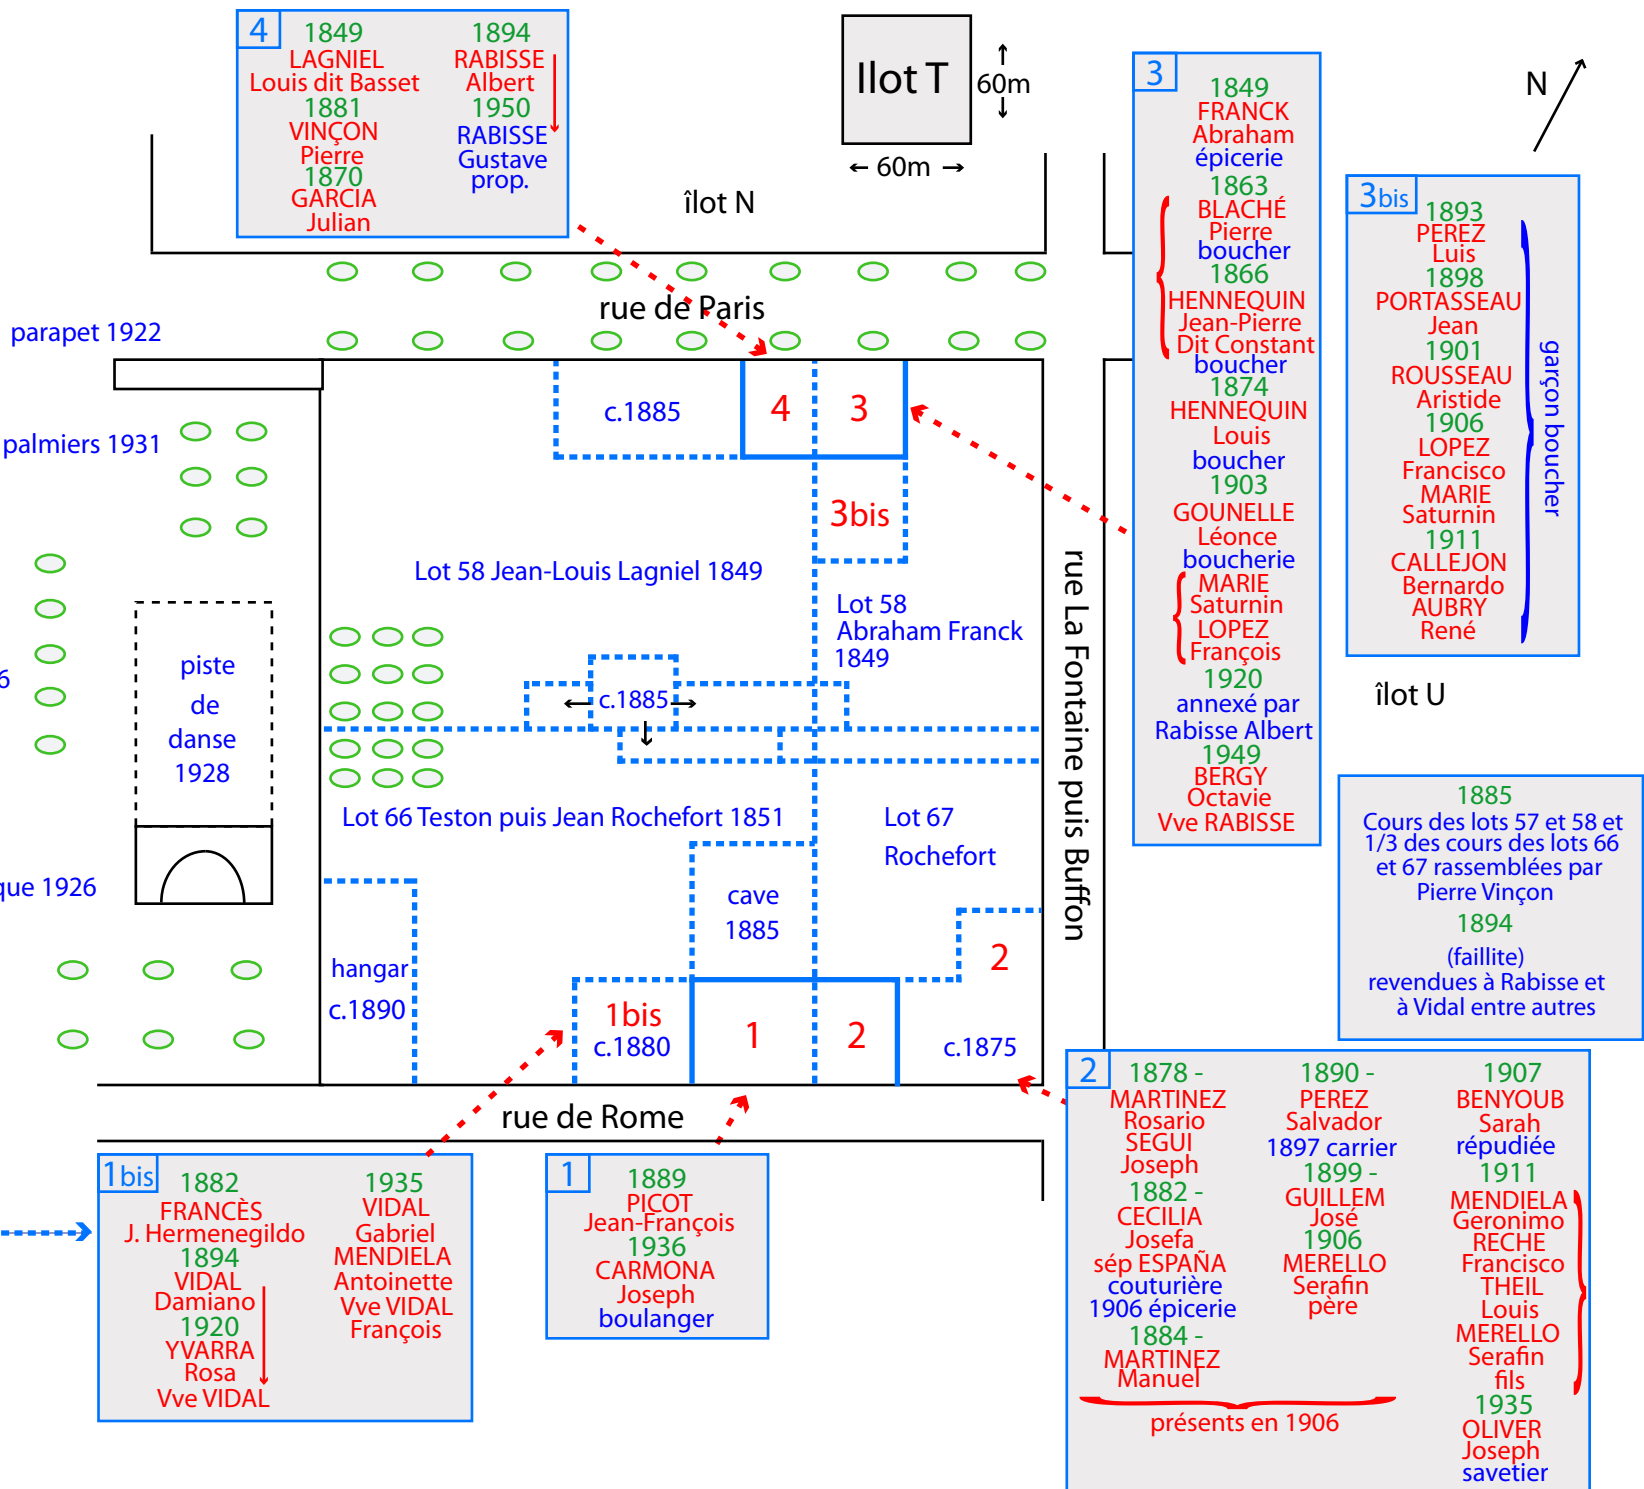 4
1849
LAGNIEL
Louis dit Basset
1881
VINÇON
Pierre
1870
GARCIA
Julian
1894
RABISSE
Albert
1950
RABISSE
Gustave
prop.
Ilot T
60m
← 60m →
N
îlot N
rue de Paris
3
1849
FRANCK
Abraham
épicerie
1863
BLACHÉ
Pierre
boucher
1866
HENNEQUIN
Jean-Pierre
Dit Constant
boucher
1874
HENNEQUIN
Louis
boucher
1903
GOUNELLE
Léonce
boucherie
MARIE
Saturnin
LOPEZ
François
1920
annexé par
Rabisse Albert
1949
BERGY
Octavie
Vve RABISSE
3bis
1893
PEREZ
Luis
1898
PORTASSEAU
Jean
1901
ROUSSEAU
Aristide
1906
LOPEZ
Francisco
MARIE
Saturnin
1911
CALLEJON
Bernardo
AUBRY
René
garçon boucher
îlot U
parapet 1922
palmiers 1931
6
piste
de
danse
1928
que 1926
c.1885
4
3
3bis
Lot 58 Jean-Louis Lagniel 1849
Lot 58
Abraham Franck
1849
c.1885
Lot 66 Teston puis Jean Rochefort 1851
Lot 67
Rochefort
cave
1885
hangar
c.1890
1bis
c.1880
1
2
2
c.1875
rue La Fontaine puis Buffon
rue de Rome
1885
Cours des lots 57 et 58 et
1/3 des cours des lots 66
et 67 rassemblées par
Pierre Vinçon
1894
(faillite)
revendues à Rabisse et
à Vidal entre autres
1bis
1882
FRANCÈS
J. Hermenegildo
1894
VIDAL
Damiano
1920
YVARRA
Rosa
Vve VIDAL
1935
VIDAL
Gabriel
MENDIELA
Antoinette
Vve VIDAL
François
1
1889
PICOT
Jean-François
1936
CARMONA
Joseph
boulanger
2
1878 -
MARTINEZ
Rosario
SEGUI
Joseph
1882 -
CECILIA
Josefa
sép ESPAÑA
couturière
1906 épicerie
1884 -
MARTINEZ
Manuel
1890 -
PEREZ
Salvador
1897 carrier
1899 -
GUILLEM
José
1906
MERELLO
Serafin
père
présents en 1906
1907
BENYOUB
Sarah
répudiée
1911
MENDIELA
Geronimo
RECHE
Francisco
THEIL
Louis
MERELLO
Serafin
fils
1935
OLIVER
Joseph
savetier